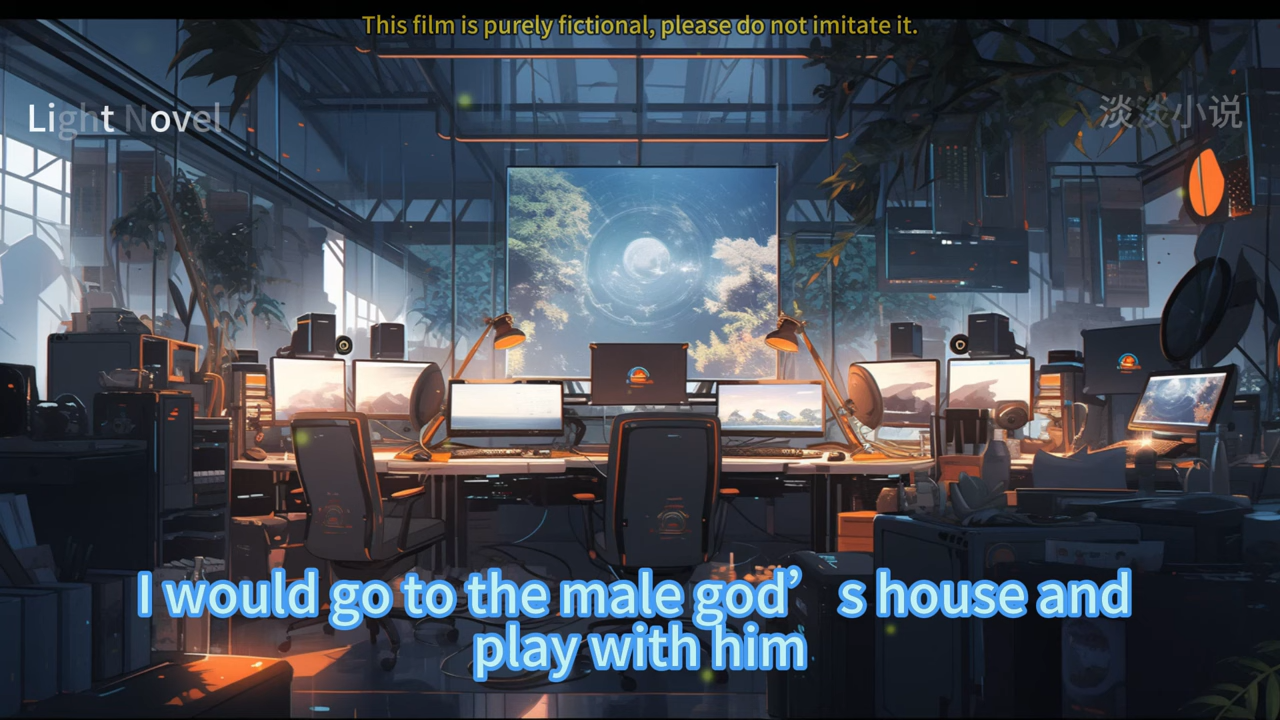 This film is purely fictional, please do not imitate it.
Light Novel
淡淡小说
I would go to the male god’s house and
play with him